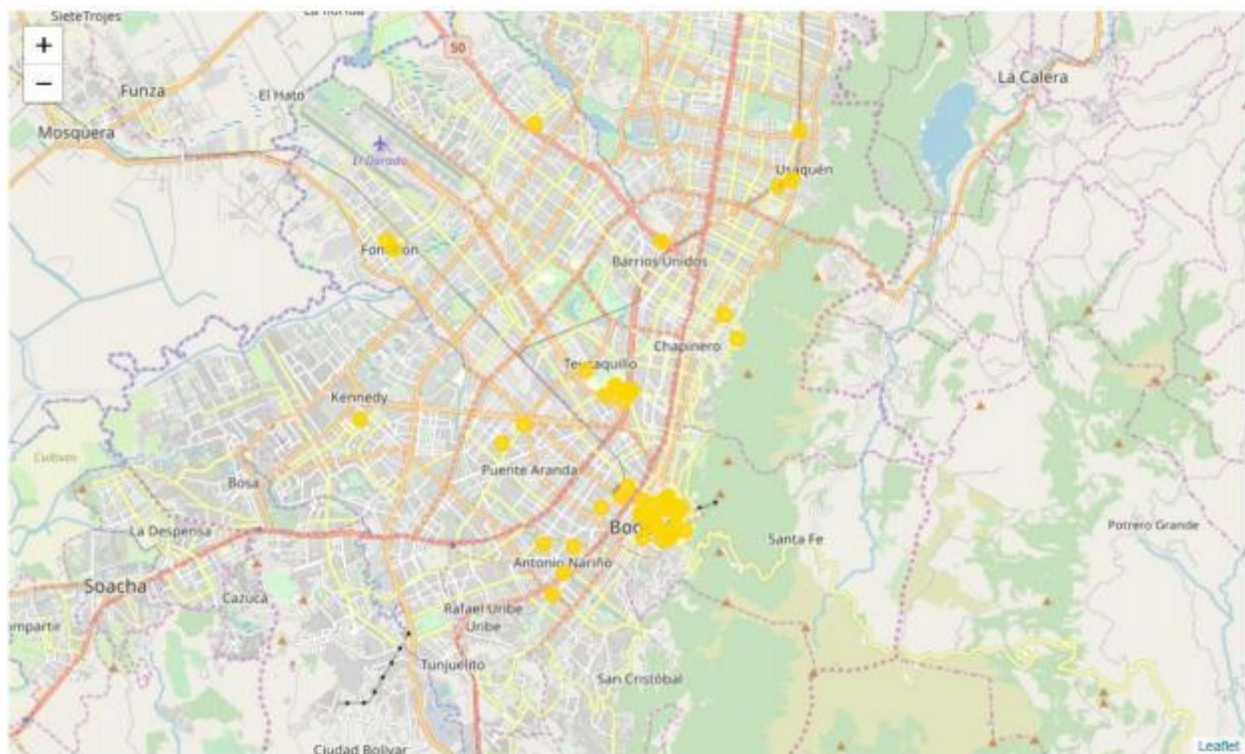 SieteTrojes
+
50
La Calera
−
Funza
El Hato
Mosquera
El Dorado
Usaquén
Barrios Unidos
Chapinero
Kennedy
Cultivos
Puente Aranda
Bosa
La Despensa
Santa Fe
Potrero Grande
Antonio Nariño
Soacha
Cazucá
Rafael Uribe
Uribe
Tunjuelito
San Cristóbal
Ciudad Bolívar
Leaflet